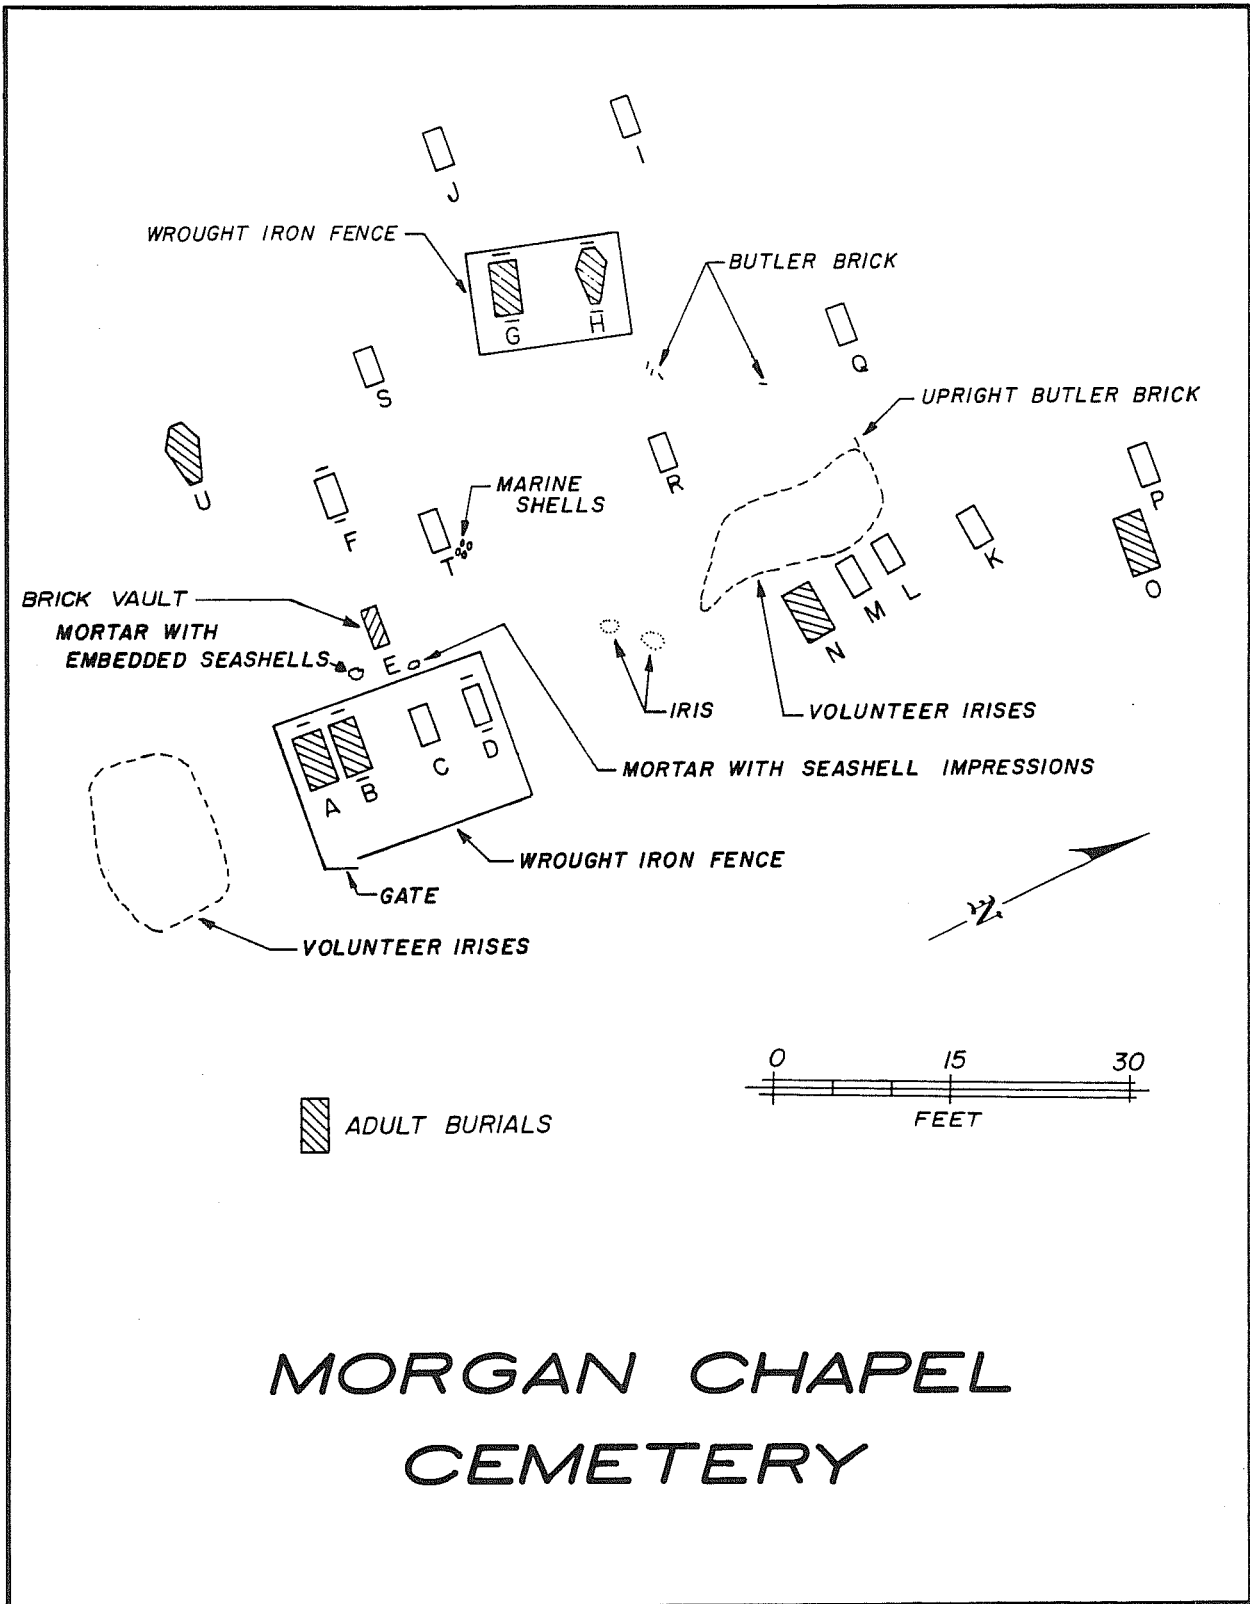 I
J
WROUGHT IRON FENCE
BUTLER BRICK
G
H
Q
S
UPRIGHT BUTLER BRICK
R
P
U
MARINE
SHELLS
F
T
K
O
L
M
N
BRICK VAULT
MORTAR WITH
EMBEDDED SEASHELLS
E
IRIS
VOLUNTEER IRISES
D
C
MORTAR WITH SEASHELL IMPRESSIONS
B
A
WROUGHT IRON FENCE
GATE
N
VOLUNTEER IRISES
0 15 30
FEET
ADULT BURIALS
MORGAN CHAPEL
CEMETERY